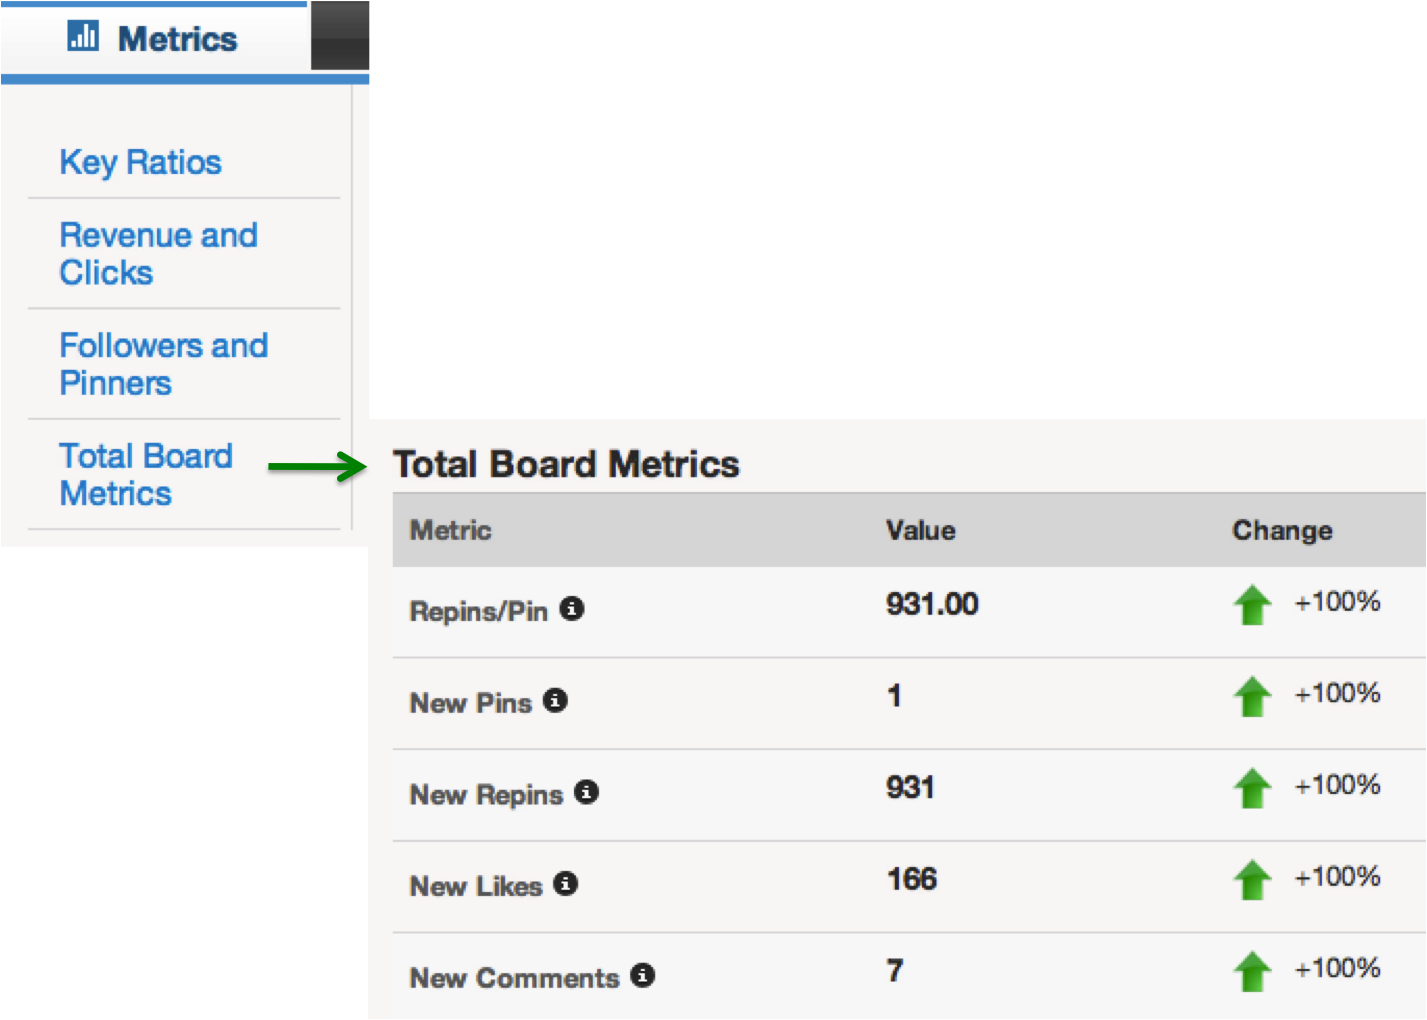 Metrics
Key Ratios
Revenue and
Clicks
Followers and
Pinners
Total Board
Metrics
Total Board Metrics
Metric Value Change
Repins/Pin 931.00 +100%
New Pins 1 +100%
New Repins 931 +100%
New Likes 166 +100%
New Comments 7 +100%